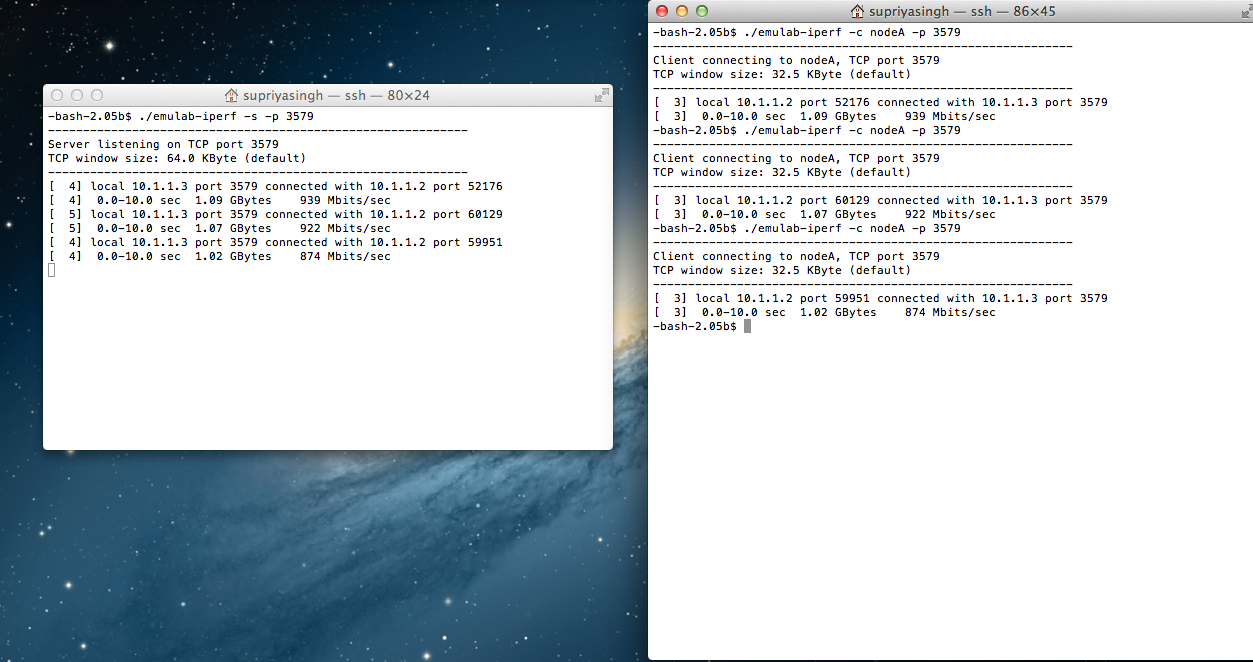 supriyasingh — ssh — 80×24
-bash-2.05b$ ./emulab-iperf -s -p 3579
------------------------------------------------------------
Server listening on TCP port 3579
TCP window size: 64.0 KByte (default)
------------------------------------------------------------
[  4] local 10.1.1.3 port 3579 connected with 10.1.1.2 port 52176
[  4]  0.0-10.0 sec  1.09 GBytes    939 Mbits/sec
[  5] local 10.1.1.3 port 3579 connected with 10.1.1.2 port 60129
[  5]  0.0-10.0 sec  1.07 GBytes    922 Mbits/sec
[  4] local 10.1.1.3 port 3579 connected with 10.1.1.2 port 59951
[  4]  0.0-10.0 sec  1.02 GBytes    874 Mbits/sec
supriyasingh — ssh — 86×45
-bash-2.05b$ ./emulab-iperf -c nodeA -p 3579
------------------------------------------------------------
Client connecting to nodeA, TCP port 3579
TCP window size: 32.5 KByte (default)
------------------------------------------------------------
[  3] local 10.1.1.2 port 52176 connected with 10.1.1.3 port 3579
[  3]  0.0-10.0 sec  1.09 GBytes    939 Mbits/sec
-bash-2.05b$ ./emulab-iperf -c nodeA -p 3579
------------------------------------------------------------
Client connecting to nodeA, TCP port 3579
TCP window size: 32.5 KByte (default)
------------------------------------------------------------
[  3] local 10.1.1.2 port 60129 connected with 10.1.1.3 port 3579
[  3]  0.0-10.0 sec  1.07 GBytes    922 Mbits/sec
-bash-2.05b$ ./emulab-iperf -c nodeA -p 3579
------------------------------------------------------------
Client connecting to nodeA, TCP port 3579
TCP window size: 32.5 KByte (default)
------------------------------------------------------------
[  3] local 10.1.1.2 port 59951 connected with 10.1.1.3 port 3579
[  3]  0.0-10.0 sec  1.02 GBytes    874 Mbits/sec
-bash-2.05b$